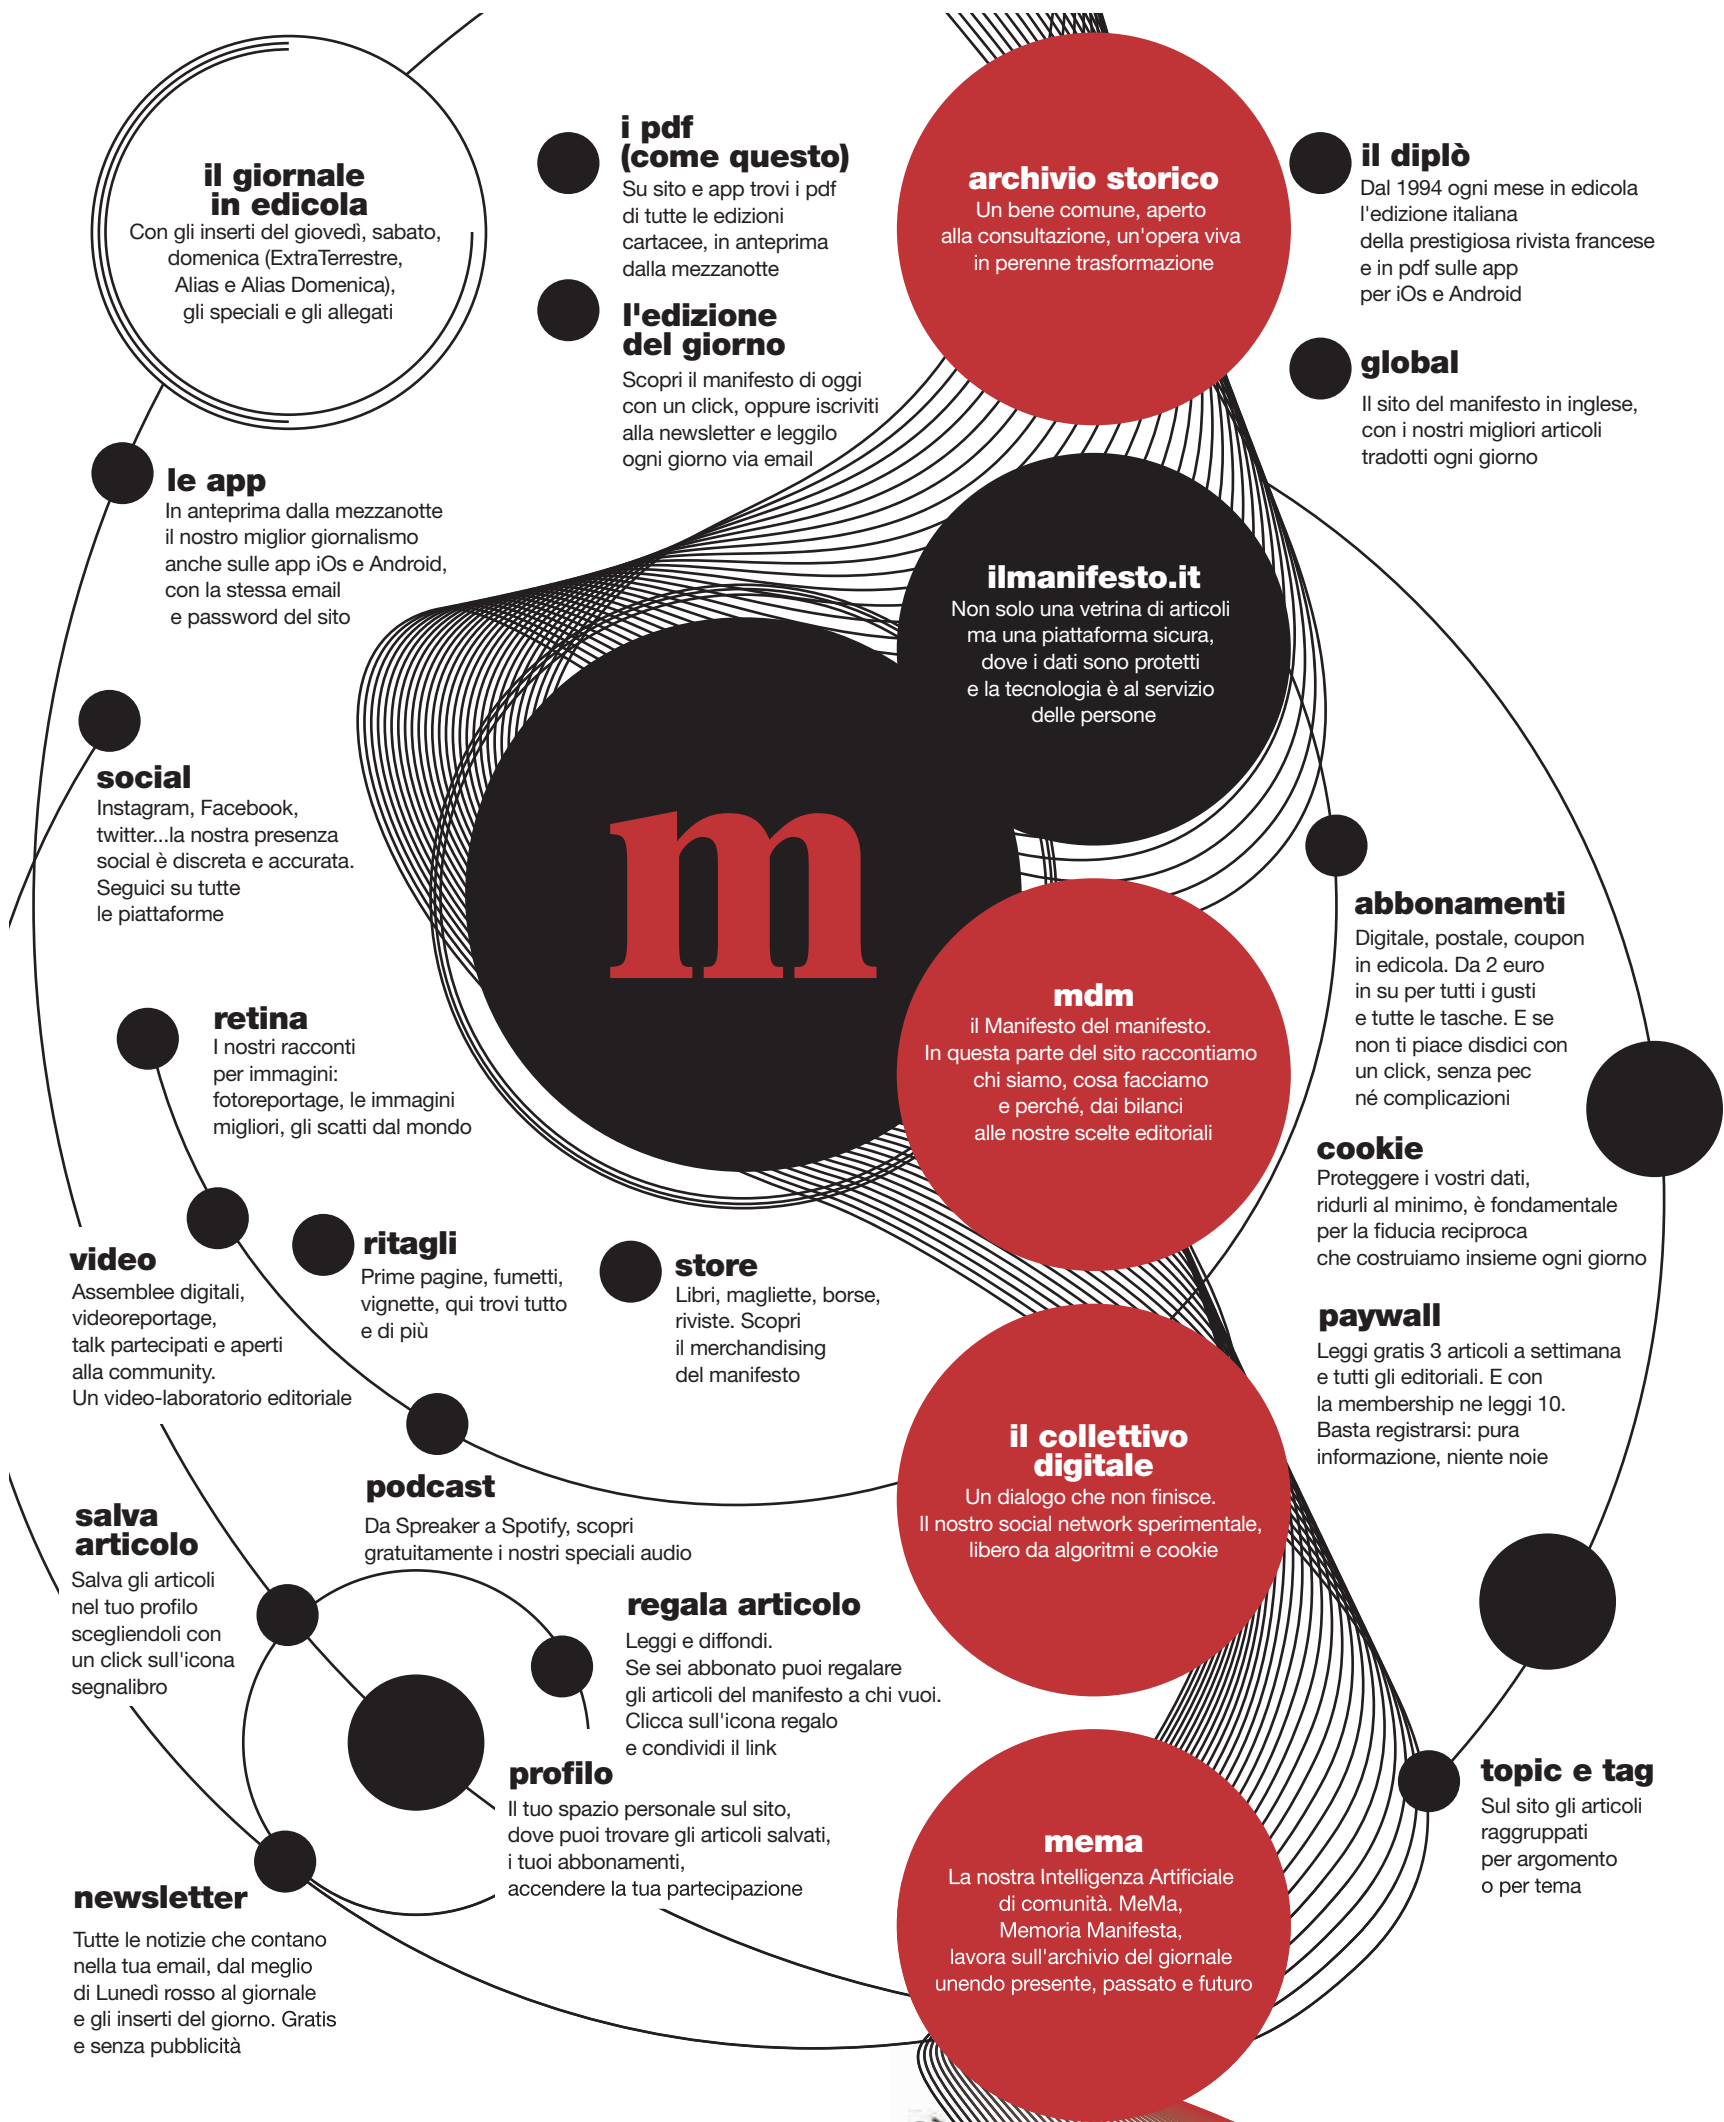 il giornale
in edicola
Con gli inserti del giovedì, sabato,
domenica (ExtraTerrestre,
Alias e Alias Domenica),
gli speciali e gli allegati
i pdf
(come questo)
Su sito e app trovi i pdf
di tutte le edizioni
cartacee, in anteprima
dalla mezzanotte
l'edizione
del giorno
Scopri il manifesto di oggi
con un click, oppure iscriviti
alla newsletter e leggilo
ogni giorno via email
archivio storico
Un bene comune, aperto
alla consultazione, un'opera viva
in perenne trasformazione
il diplò
Dal 1994 ogni mese in edicola
l'edizione italiana
della prestigiosa rivista francese
e in pdf sulle app
per iOs e Android
global
Il sito del manifesto in inglese,
con i nostri migliori articoli
tradotti ogni giorno
le app
In anteprima dalla mezzanotte
il nostro miglior giornalismo
anche sulle app iOs e Android,
con la stessa email
e password del sito
ilmanifesto.it
Non solo una vetrina di articoli
ma una piattaforma sicura,
dove i dati sono protetti
e la tecnologia è al servizio
delle persone
social
Instagram, Facebook,
twitter...la nostra presenza
social è discreta e accurata.
Seguici su tutte
le piattaforme
m
abbonamenti
Digitale, postale, coupon
in edicola. Da 2 euro
in su per tutti i gusti
e tutte le tasche. E se
non ti piace disdici con
un click, senza pec
né complicazioni
mdm
il Manifesto del manifesto.
In questa parte del sito raccontiamo
chi siamo, cosa facciamo
e perché, dai bilanci
alle nostre scelte editoriali
retina
I nostri racconti
per immagini:
fotoreportage, le immagini
migliori, gli scatti dal mondo
cookie
Proteggere i vostri dati,
ridurli al minimo, è fondamentale
per la fiducia reciproca
che costruiamo insieme ogni giorno
video
Assemblee digitali,
videoreportage,
talk partecipati e aperti
alla community.
Un video-laboratorio editoriale
ritagli
Prime pagine, fumetti,
vignette, qui trovi tutto
e di più
store
Libri, magliette, borse,
riviste. Scopri
il merchandising
del manifesto
paywall
Leggi gratis 3 articoli a settimana
e tutti gli editoriali. E con
la membership ne leggi 10.
Basta registrarsi: pura
informazione, niente noie
il collettivo
digitale
Un dialogo che non finisce.
Il nostro social network sperimentale,
libero da algoritmi e cookie
podcast
Da Spreaker a Spotify, scopri
gratuitamente i nostri speciali audio
salva
articolo
Salva gli articoli
nel tuo profilo
scegliendoli con
un click sull'icona
segnalibro
regala articolo
Leggi e diffondi.
Se sei abbonato puoi regalare
gli articoli del manifesto a chi vuoi.
Clicca sull'icona regalo
e condividi il link
profilo
Il tuo spazio personale sul sito,
dove puoi trovare gli articoli salvati,
i tuoi abbonamenti,
accendere la tua partecipazione
topic e tag
Sul sito gli articoli
raggruppati
per argomento
o per tema
mema
La nostra Intelligenza Artificiale
di comunità. MeMa,
Memoria Manifesta,
lavora sull'archivio del giornale
unendo presente, passato e futuro
newsletter
Tutte le notizie che contano
nella tua email, dal meglio
di Lunedì rosso al giornale
e gli inserti del giorno. Gratis
e senza pubblicità